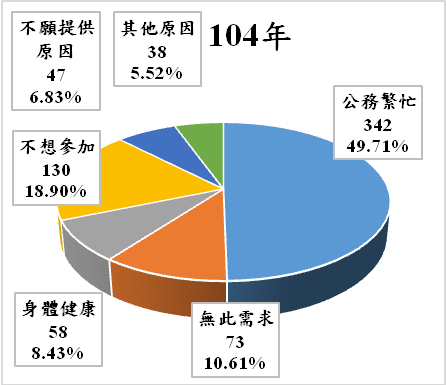 104年
不願提供
原因
47
6.83%
其他原因
38
5.52%
公務繁忙
342
49.71%
不想參加
130
18.90%
身體健康
58
8.43%
無此需求
73
10.61%